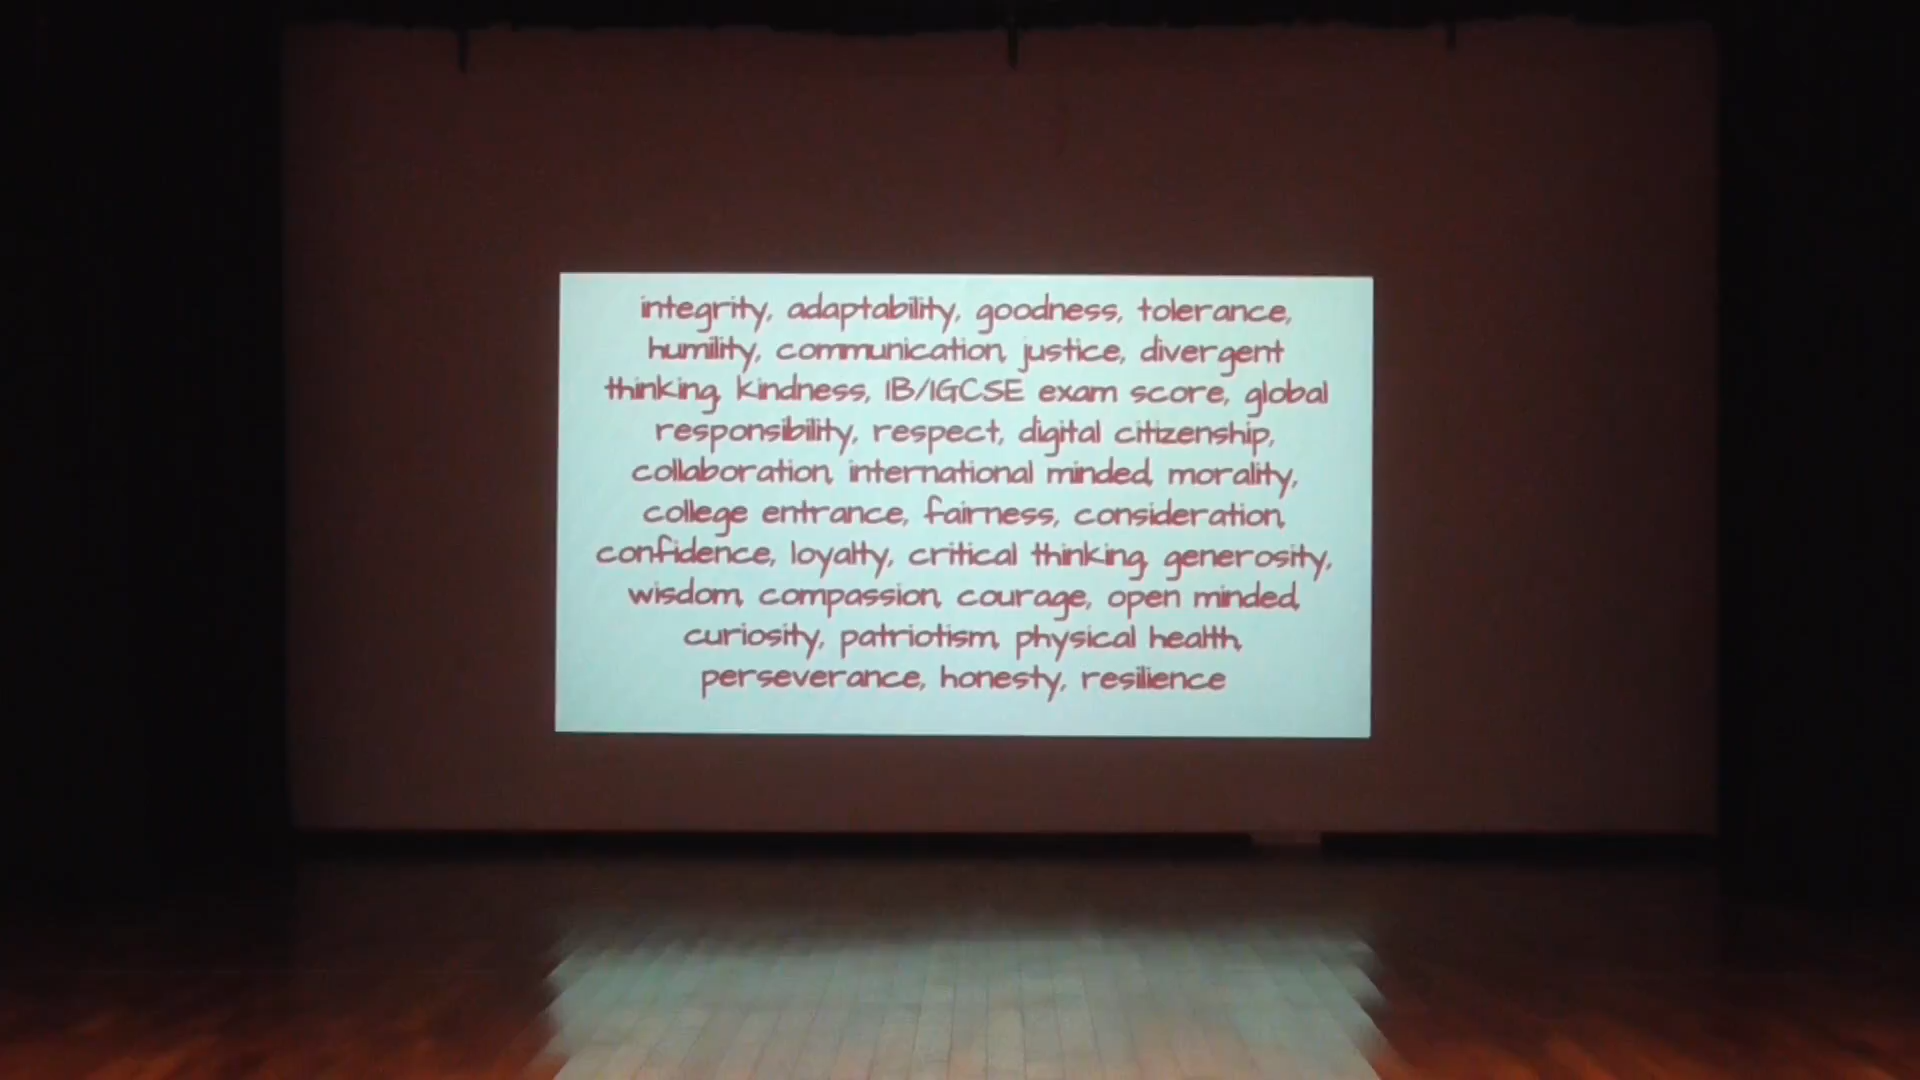 integrity, adaptability, goodness, tolerance,
humility, communication, justice, divergent
thinking, kindness, IB/IGCSE exam score, global
responsibility, respect, digital citizenship,
collaboration, international minded, morality,
college entrance, fairness, consideration,
confidence, loyalty, critical thinking, generosity,
wisdom, compassion, courage, open minded,
curiosity, patriotism, physical health,
perseverance, honesty, resilience